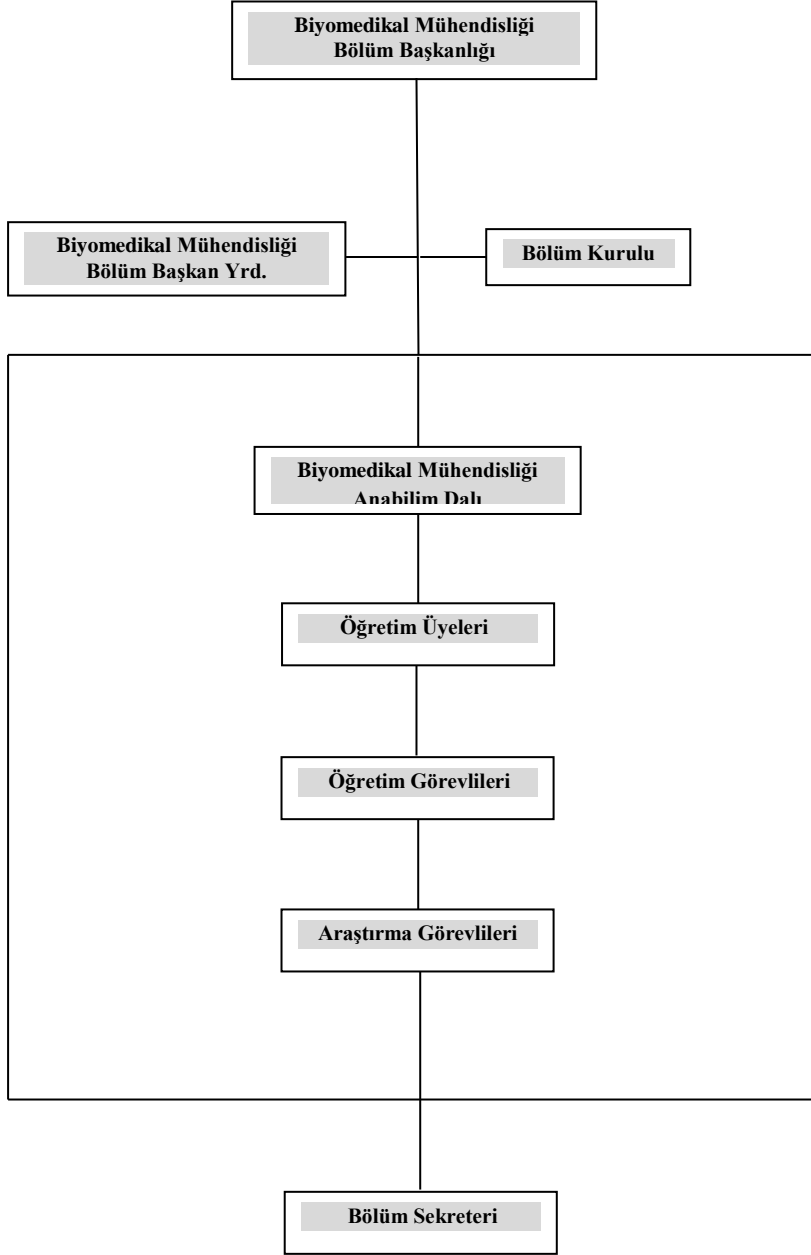 Biyomedikal Mühendisliği
Bölüm Başkanlığı
Biyomedikal Mühendisliği
Bölüm Başkan Yrd.
Bölüm Kurulu
Biyomedikal Mühendisliği
Anabilim Dalı
Öğretim Üyeleri
Öğretim Görevlileri
Araştırma Görevlileri
Bölüm Sekreteri